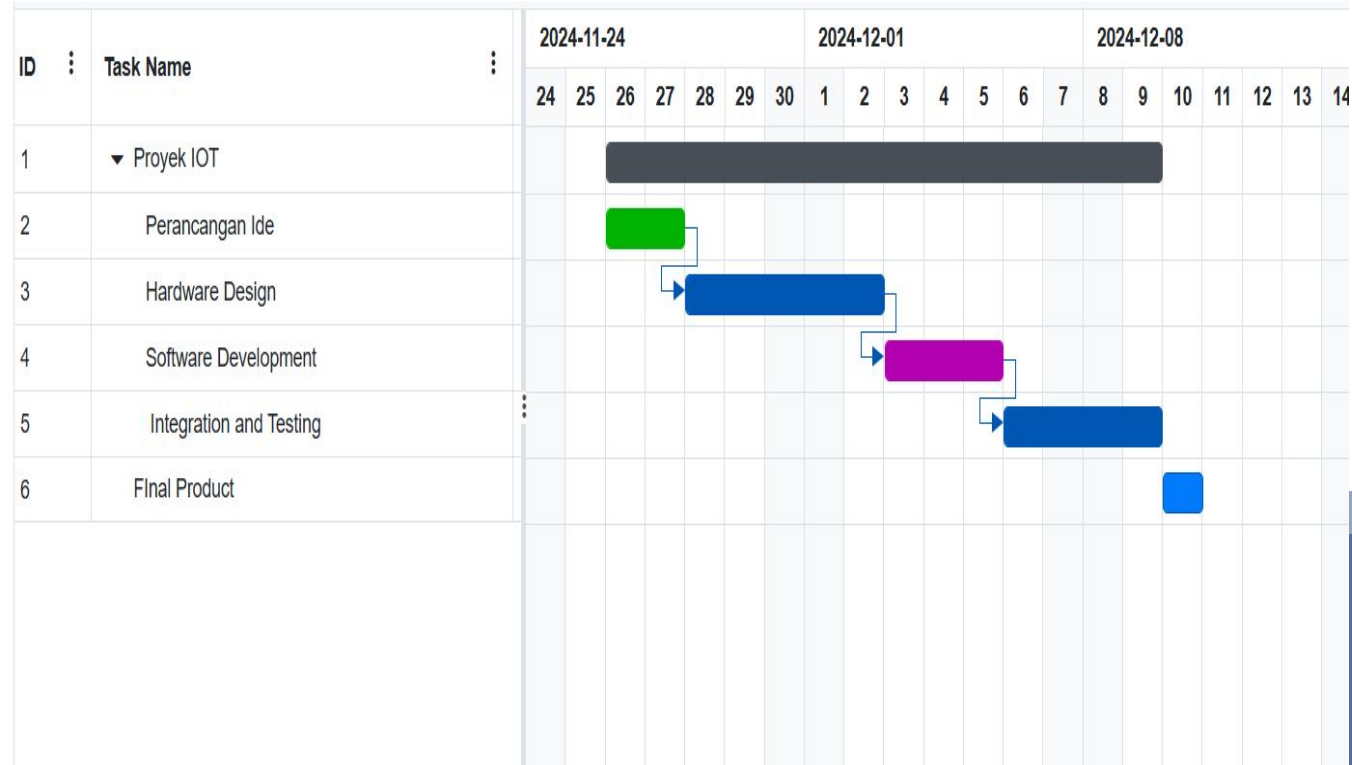 ID Task Name
2024-11-24 2024-12-01 2024-12-08
24 25 26 27 28 29 30 1 2 3 4 5 6 7 8 9 10 11 12 13 14
1 Proyek IOT
2 Perancangan Ide
3 Hardware Design
4 Software Development
5 Integration and Testing
6 FInal Product